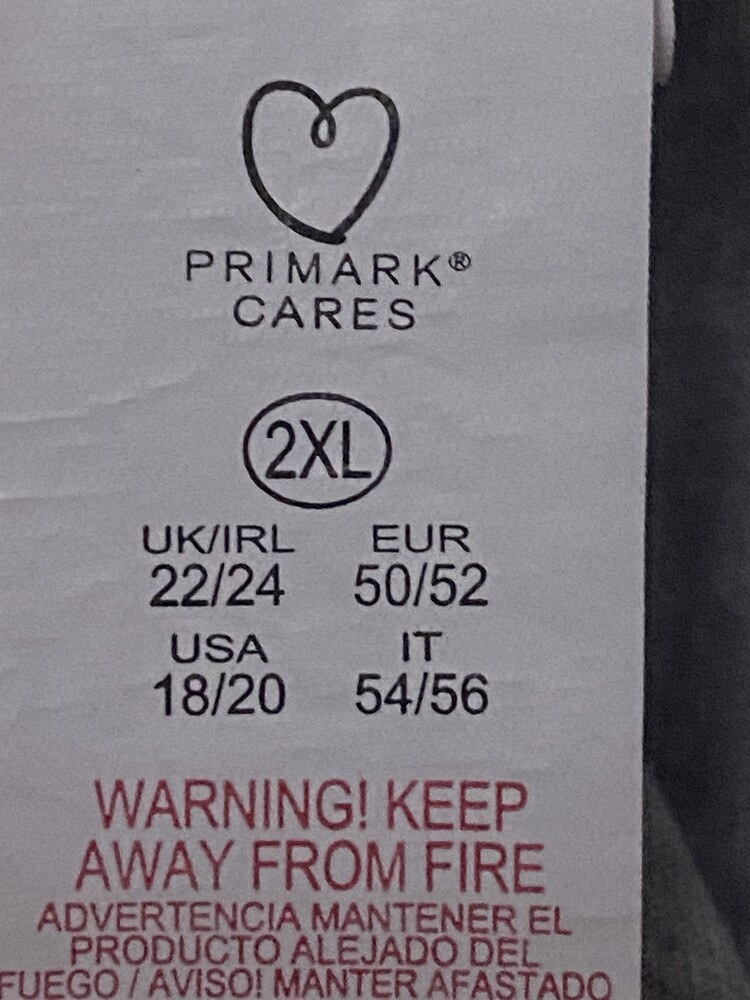 PRIMARK®
CARES
2XL
UK/IRL EUR
22/24 50/52
USA IT
18/20 54/56
WARNING! KEEP
AWAY FROM FIRE
ADVERTENCIA MANTENER EL
PRODUCTO ALEJADO DEL
FUEGO / AVISO! MANTER AFASTADO